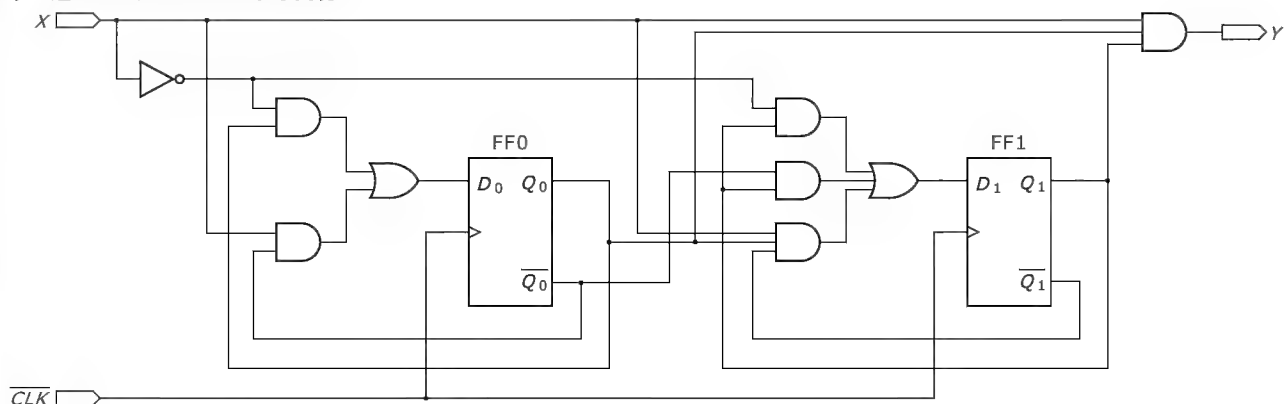 X
Y
FF0
FF1
D₀ Q₀
D₁ Q₁
Q̅₀
Q̅₁
C̅L̅K̅